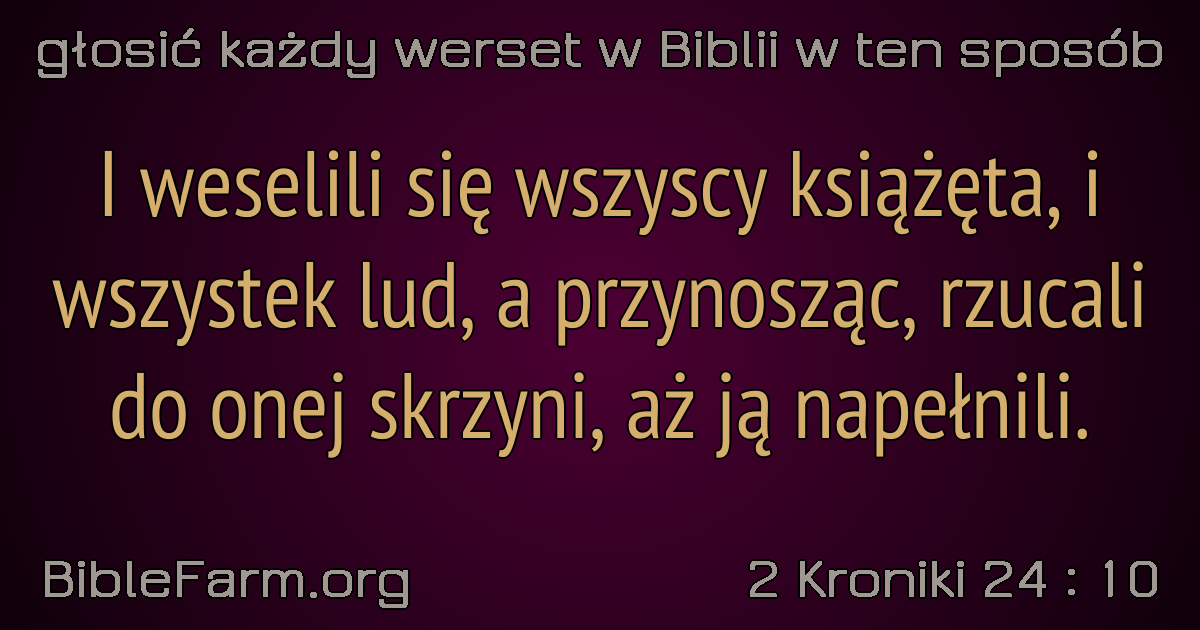 głosić każdy werset w Biblii w ten sposób
I weselili się wszyscy książęta, i
wszystek lud, a przynosząc, rzucali
do onej skrzyni, aż ją napełnili.
BibleFarm.org
2 Kroniki 24 : 10